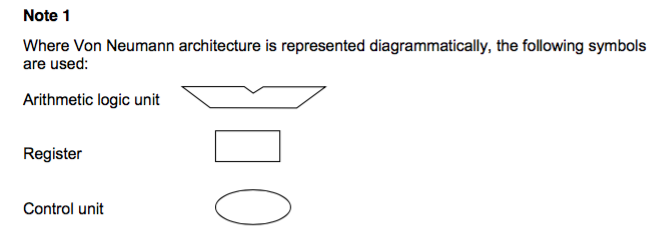 Note 1
Where Von Neumann architecture is represented diagrammatically, the following symbols
are used:
Arithmetic logic unit
Register
Control unit